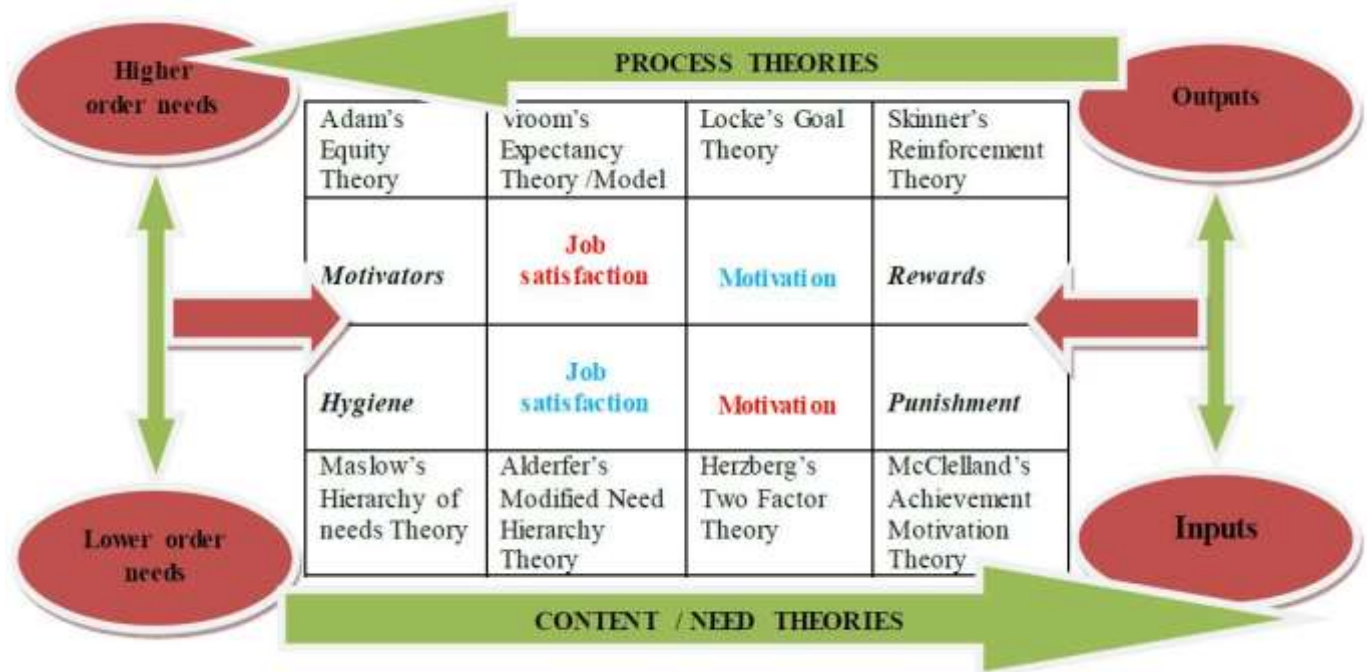 PROCESS THEORIES
Higher
order needs
Outputs
Adam's
Equity
Theory
Vroom's
Expectancy
Theory /Model
Locke's Goal
Theory
Skinner's
Reinforcement
Theory
Motivators
Job
satisfaction
Motivation
Rewards
Hygiene
Job
satisfaction
Motivation
Punishment
Maslow's
Hierarchy of
needs Theory
Alderfer's
Modified Need
Hierarchy
Theory
Herzberg's
Two Factor
Theory
McClelland's
Achievement
Motivation
Theory
Lower order
needs
Inputs
CONTENT / NEED THEORIES